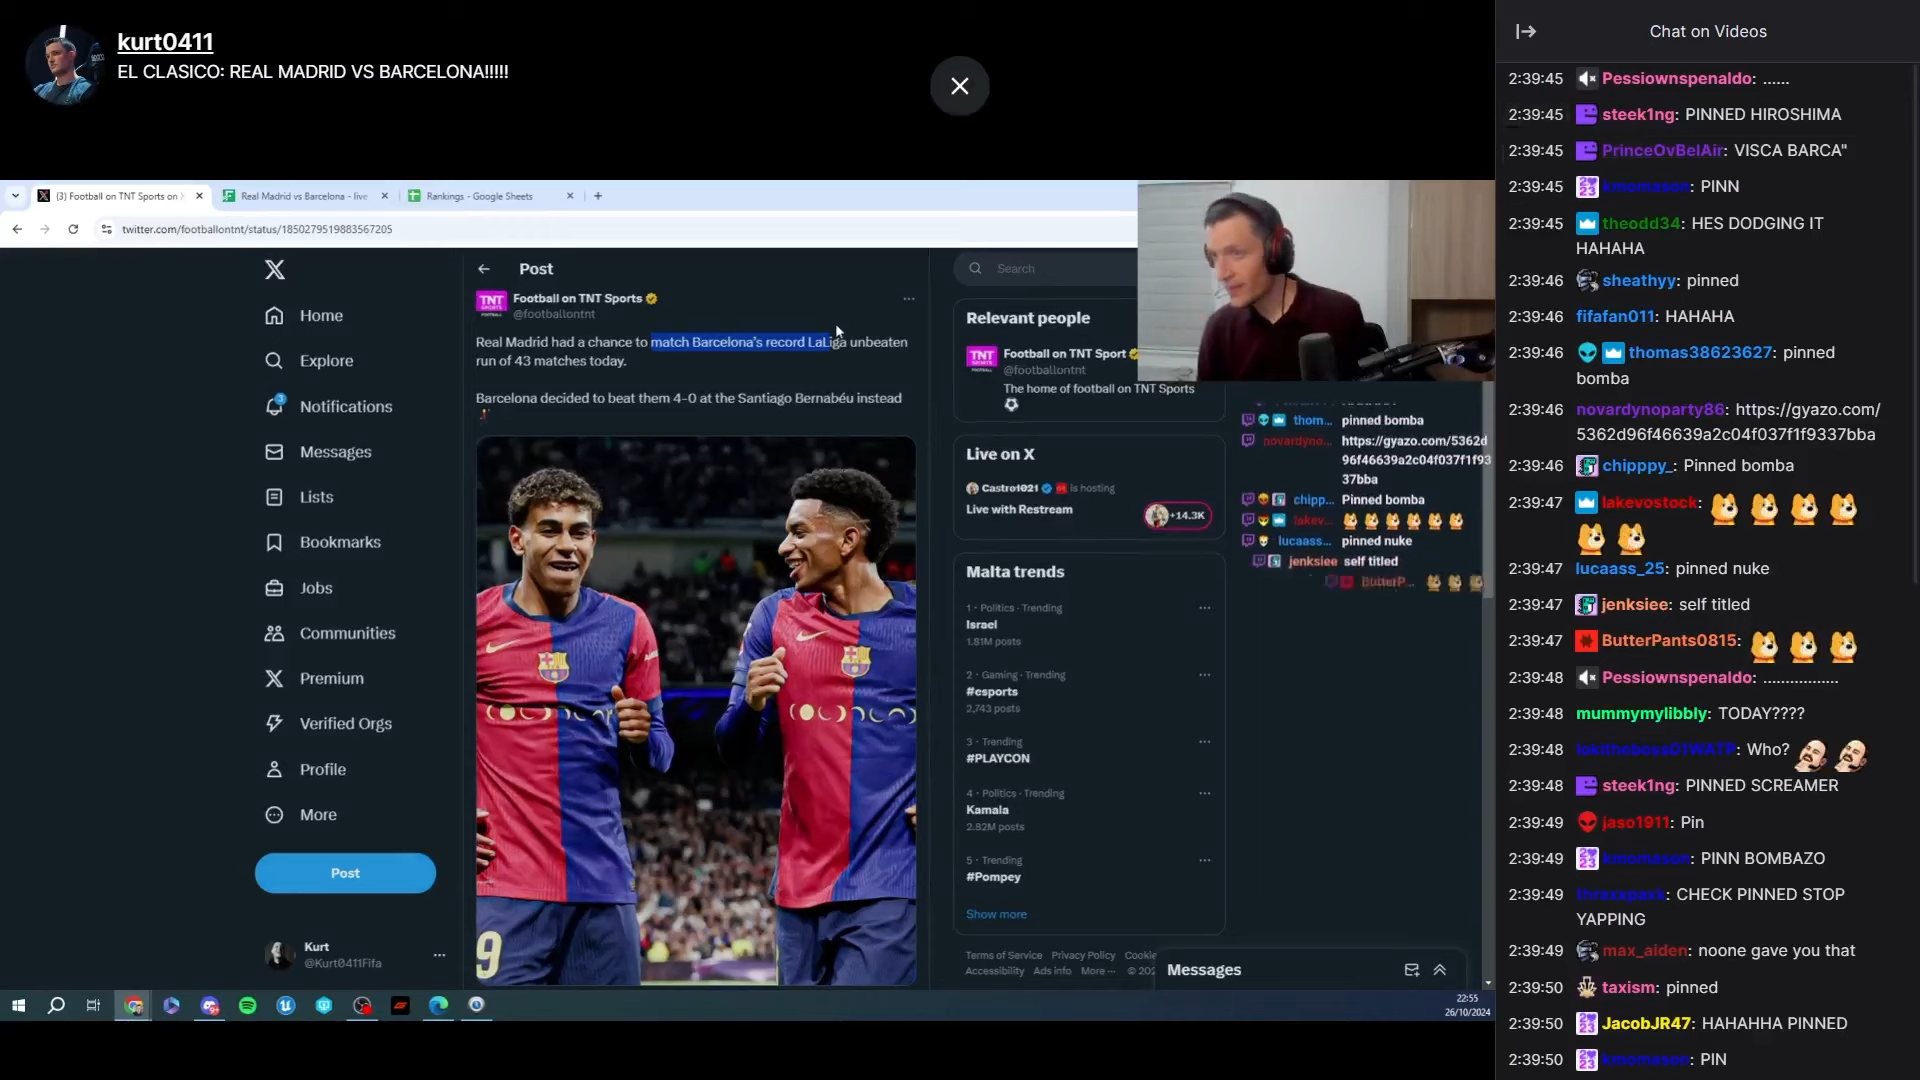 kurt0411
EL CLASICO: REAL MADRID VS BARCELONA!!!!!
(3) Football on TNT Sports on
Real Madrid vs Barcelona - live
Rankings - Google Sheets
twitter.com/footballontnt/status/1850279519883567205
Home
Explore
3
Notifications
Messages
Lists
Bookmarks
Jobs
Communities
Premium
Verified Orgs
Profile
More
Post
Kurt
@Kurt0411Fifa
Post
TNT
SPORTS
FOOTBALL
Football on TNT Sports
@footballontnt
Real Madrid had a chance to match Barcelona's record LaLiga unbeaten
run of 43 matches today.
Barcelona decided to beat them 4-0 at the Santiago Bernabéu instead
9
Search
Relevant people
TNT
SPORTS
Football on TNT Sport
@footballontnt
The home of football on TNT Sports
Live on X
Castro1021 is hosting
Live with Restream
+14.3K
Malta trends
1 · Politics · Trending
Israel
1.81M posts
2 · Gaming · Trending
#esports
2,743 posts
3 · Trending
#PLAYCON
4 · Politics · Trending
Kamala
2.82M posts
5 · Trending
#Pompey
Show more
Terms of Service Privacy Policy Cookie
Accessibility Ads info More ··· © 202
Messages
thom... pinned bomba
novardyno... https://gyazo.com/5362d
96f46639a2c04f037f1f93
37bba
chipp... Pinned bomba
lakev...
lucaass... pinned nuke
jenksiee self titled
ButterP...
22:55
26/10/2024
Chat on Videos
2:39:45 Pessiownspenaldo: ......
2:39:45 steek1ng: PINNED HIROSHIMA
2:39:45 PrinceOvBelAir: VISCA BARCA"
2:39:45 kmomason: PINN
2:39:45 theodd34: HES DODGING IT
HAHAHA
2:39:46 sheathyy: pinned
2:39:46 fifafan011: HAHAHA
2:39:46 thomas38623627: pinned
bomba
2:39:46 novardynoparty86: https://gyazo.com/
5362d96f46639a2c04f037f1f9337bba
2:39:46 chipppy_: Pinned bomba
2:39:47 lakevostock:
2:39:47 lucaass_25: pinned nuke
2:39:47 jenksiee: self titled
2:39:47 ButterPants0815:
2:39:48 Pessiownspenaldo: .................
2:39:48 mummymylibbly: TODAY????
2:39:48 lokitheboss01WATP: Who?
2:39:48 steek1ng: PINNED SCREAMER
2:39:49 jaso1911: Pin
2:39:49 kmomason: PINN BOMBAZO
2:39:49 CHECK PINNED STOP
YAPPING
2:39:49 max_aiden: noone gave you that
2:39:50 taxism: pinned
2:39:50 JacobJR47: HAHAHHA PINNED
2:39:50 kmomason: PIN